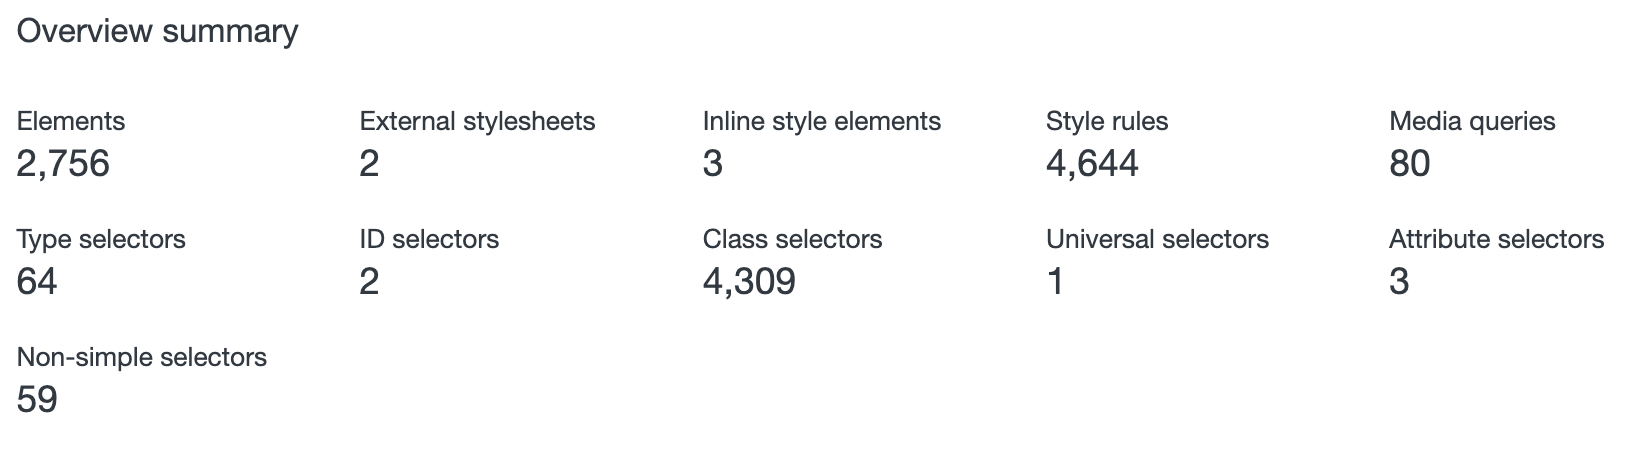 Overview summary
Elements
2,756
External stylesheets
2
Inline style elements
3
Style rules
4,644
Media queries
80
Type selectors
64
ID selectors
2
Class selectors
4,309
Universal selectors
1
Attribute selectors
3
Non-simple selectors
59